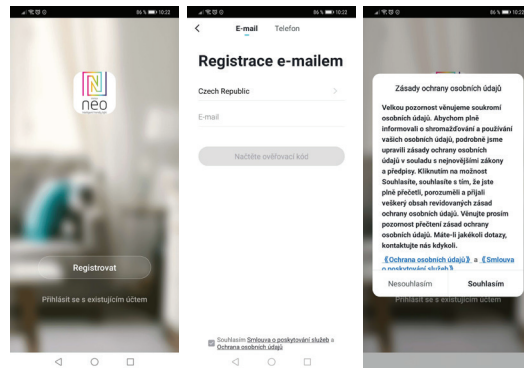 86 % 10:22
neo
Registrovat
Přihlásit se s existujícím účtem
86 % 10:22
E-mail Telefon
Registrace e-mailem
Czech Republic
E-mail
Načtěte ověřovací kód
Souhlasím Smlouva o poskytování služeb a
Ochrana osobních údajů
86 % 10:22
Zásady ochrany osobních údajů
Velkou pozornost věnujeme soukromí
osobních údajů. Abychom plně
informovali o shromažďování a používání
vašich osobních údajů, podrobně jsme
upravili zásady ochrany osobních
údajů v souladu s nejnovějšími zákony
a předpisy. Kliknutím na možnost
Souhlasíte, souhlasíte s tím, že jste
plně přečetli, porozuměli a přijali
veškerý obsah revidovaných zásad
ochrany osobních údajů. Věnujte prosím
pozornost přečtení zásad ochrany
osobních údajů. Máte-li jakékoli dotazy,
kontaktujte nás kdykoli.
《Ochrana osobních údajů》 a 《Smlouva
o poskytování služeb》
Nesouhlasím Souhlasím
Přihlásit se s existujícím účtem